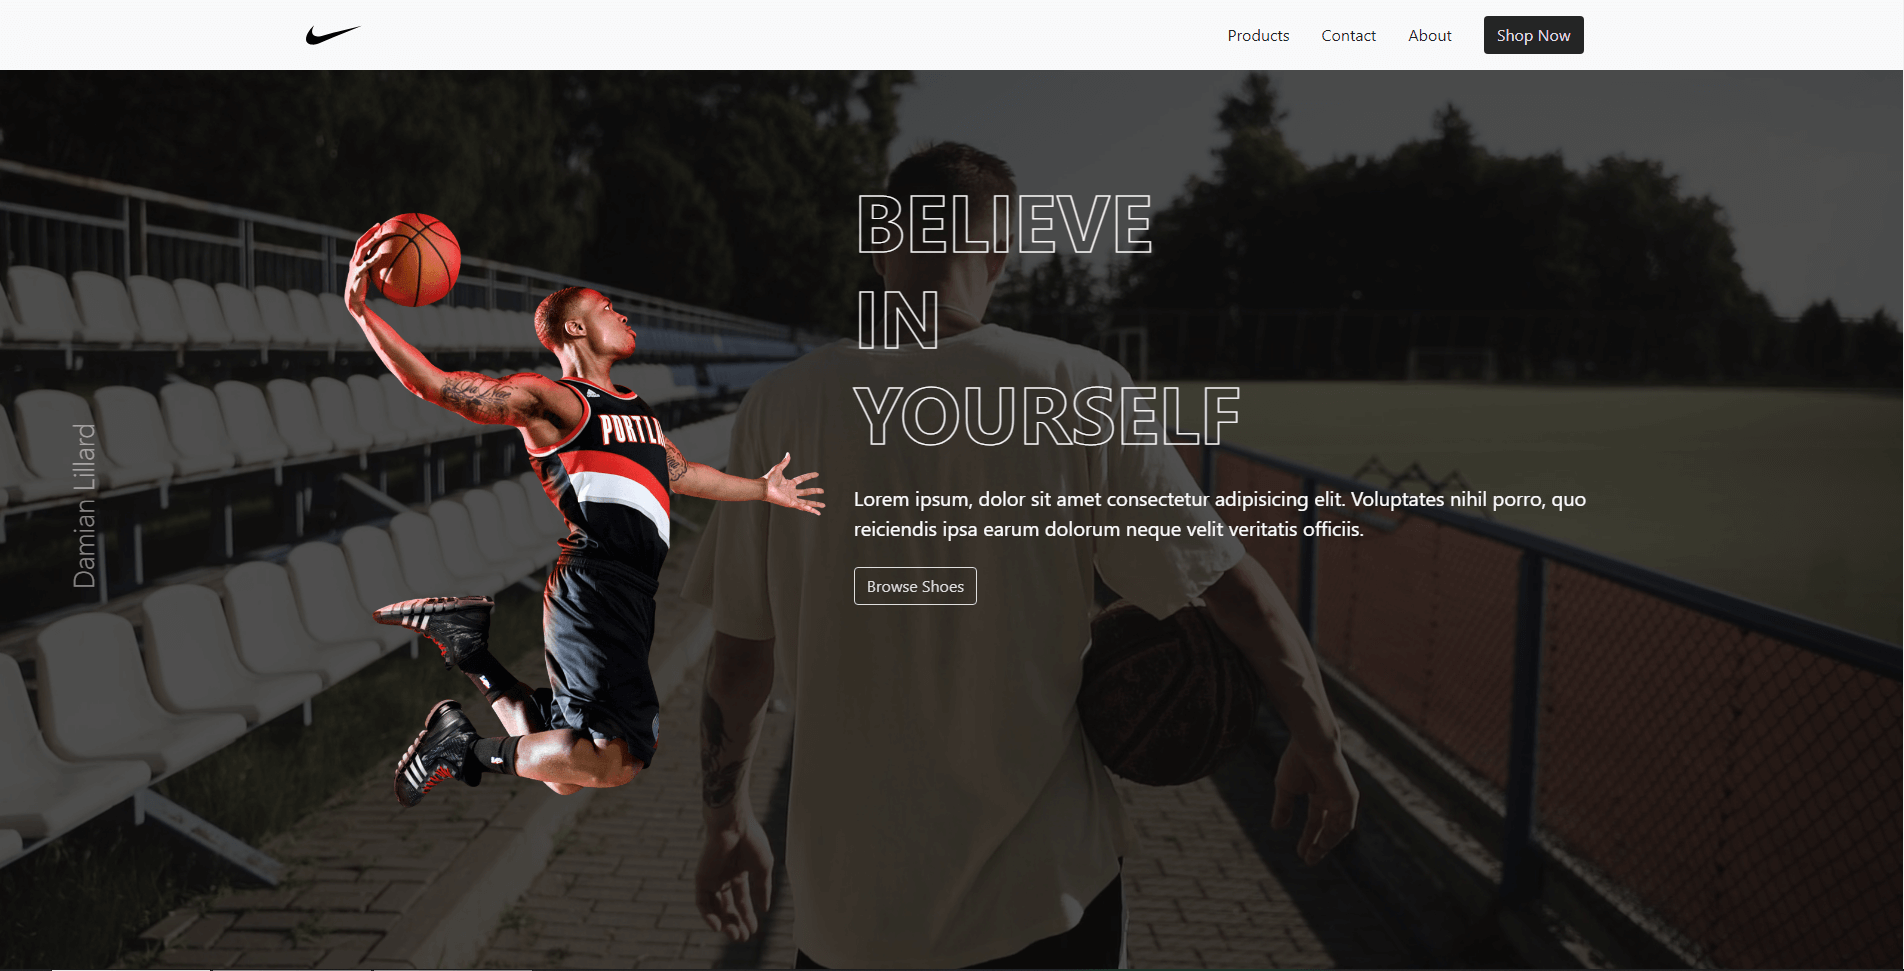 Products
Contact
About
Shop Now
BELIEVE
IN
YOURSELF
PORTL
Damian Lillard
Lorem ipsum, dolor sit amet consectetur adipisicing elit. Voluptates nihil porro, quo
reiciendis ipsa earum dolorum neque velit veritatis officiis.
Browse Shoes